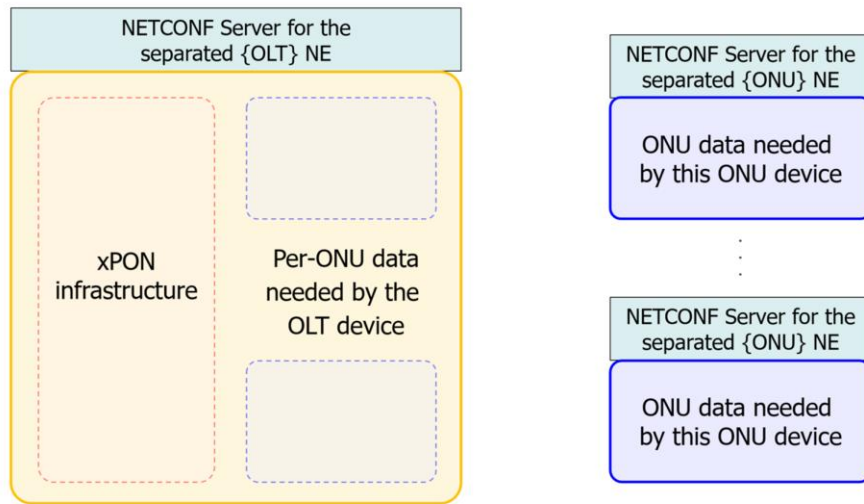 NETCONF Server for the
separated {OLT} NE
xPON
infrastructure
Per-ONU data
needed by the
OLT device
NETCONF Server for the
separated {ONU} NE
ONU data needed
by this ONU device
.
.
.
NETCONF Server for the
separated {ONU} NE
ONU data needed
by this ONU device